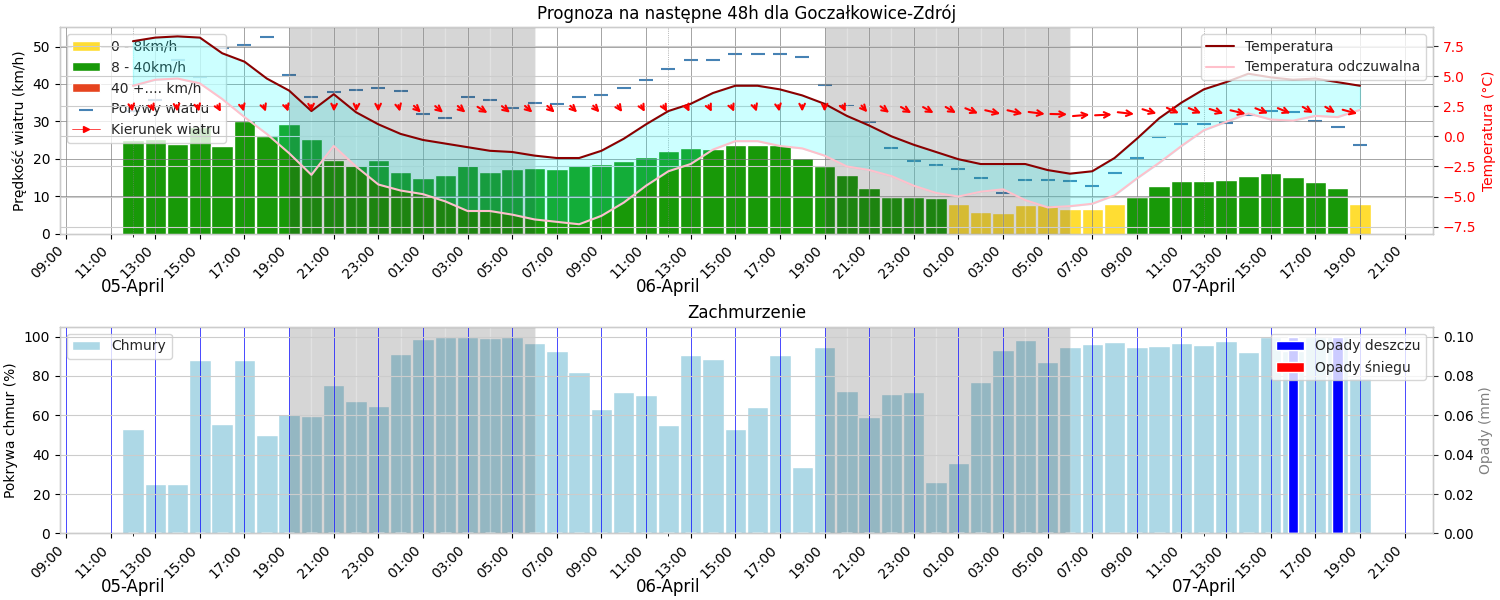 Prognoza na następne 48h dla Goczałkowice-Zdrój
Prędkość wiatru (km/h)
50
40
30
20
10
0
0 - 8km/h
8 - 40km/h
40 +.... km/h
Porywy wiatru
Kierunek wiatru
Temperatura
Temperatura odczuwalna
7.5
5.0
2.5
0.0
−2.5
−5.0
−7.5
Temperatura (°C)
09:00 11:00 13:00 15:00 17:00 19:00 21:00 23:00 01:00 03:00 05:00 07:00 09:00 11:00 13:00 15:00 17:00 19:00 21:00 23:00 01:00 03:00 05:00 07:00 09:00 11:00 13:00 15:00 17:00 19:00 21:00
05-April 06-April 07-April
Zachmurzenie
Pokrywa chmur (%)
100
80
60
40
20
0
Chmury
Opady deszczu
Opady śniegu
0.10
0.08
0.06
0.04
0.02
0.00
Opady (mm)
09:00 11:00 13:00 15:00 17:00 19:00 21:00 23:00 01:00 03:00 05:00 07:00 09:00 11:00 13:00 15:00 17:00 19:00 21:00 23:00 01:00 03:00 05:00 07:00 09:00 11:00 13:00 15:00 17:00 19:00 21:00
05-April 06-April 07-April